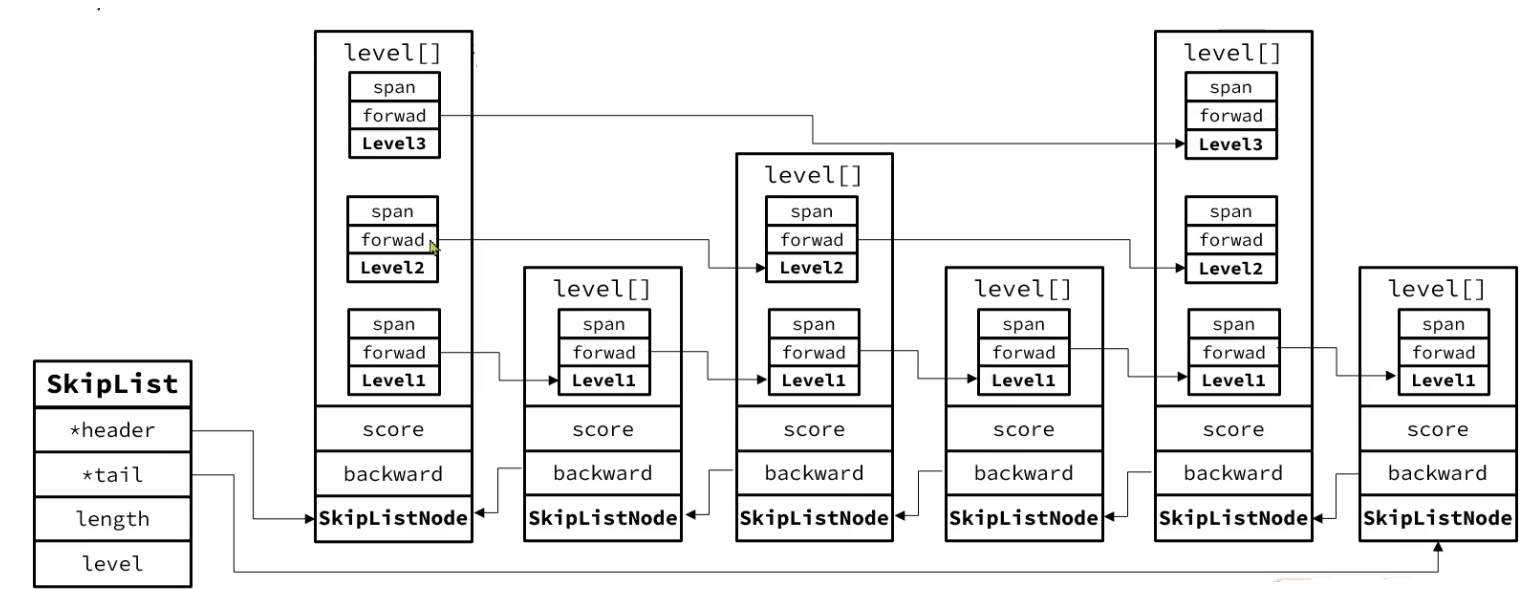 SkipList
*header
*tail
length
level
level[]
span
forwad
Level3
span
forwad
Level2
span
forwad
Level1
score
backward
SkipListNode
level[]
span
forwad
Level1
score
backward
SkipListNode
level[]
span
forwad
Level2
span
forwad
Level1
score
backward
SkipListNode
level[]
span
forwad
Level1
score
backward
SkipListNode
level[]
span
forwad
Level3
span
forwad
Level2
span
forwad
Level1
score
backward
SkipListNode
level[]
span
forwad
Level1
score
backward
SkipListNode